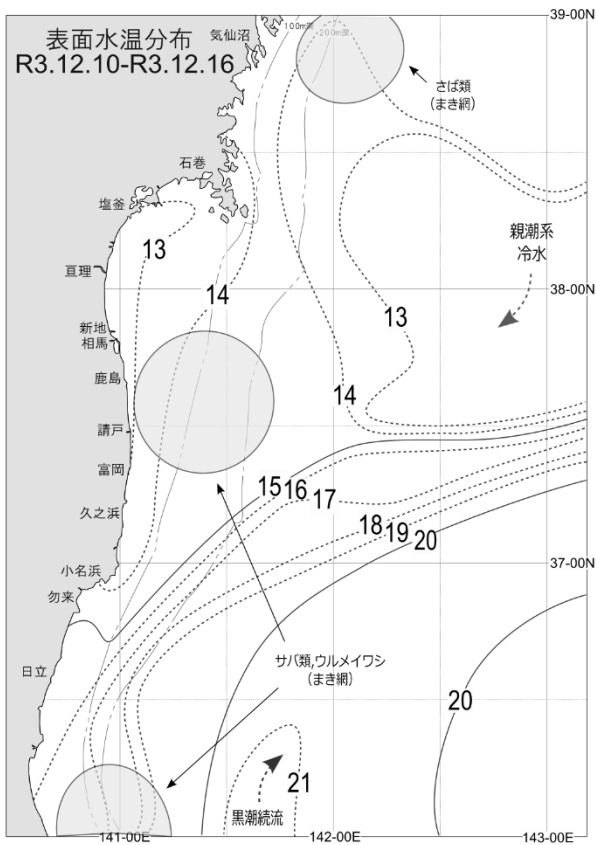 表面水温分布
R3.12.10-R3.12.16
気仙沼
100m深
200m深
39-00N
さば類
(まき網)
石巻
塩釜
13
親潮系
冷水
亘理
14
38-00N
新地
相馬
13
鹿島
14
請戸
富岡
15
16
17
久之浜
18
19
20
小名浜
37-00N
勿来
サバ類,ウルメイワシ
(まき網)
日立
20
21
黒潮続流
141-00E
142-00E
143-00E